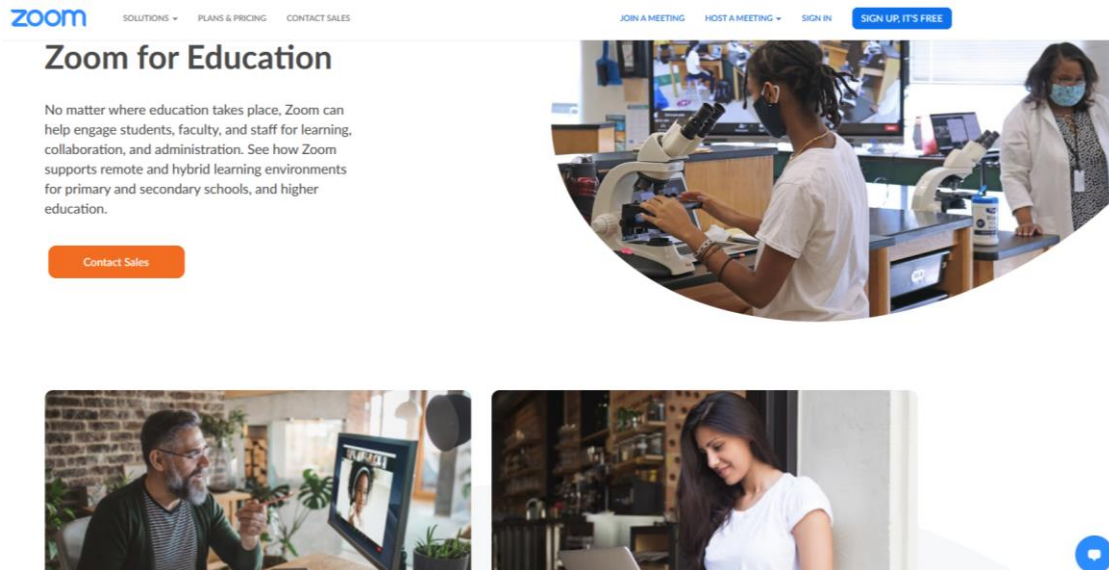 zoom
SOLUTIONS
PLANS & PRICING
CONTACT SALES
JOIN A MEETING
HOST A MEETING
SIGN IN
SIGN UP, IT'S FREE
Zoom for Education
No matter where education takes place, Zoom can
help engage students, faculty, and staff for learning,
collaboration, and administration. See how Zoom
supports remote and hybrid learning environments
for primary and secondary schools, and higher
education.
Contact Sales